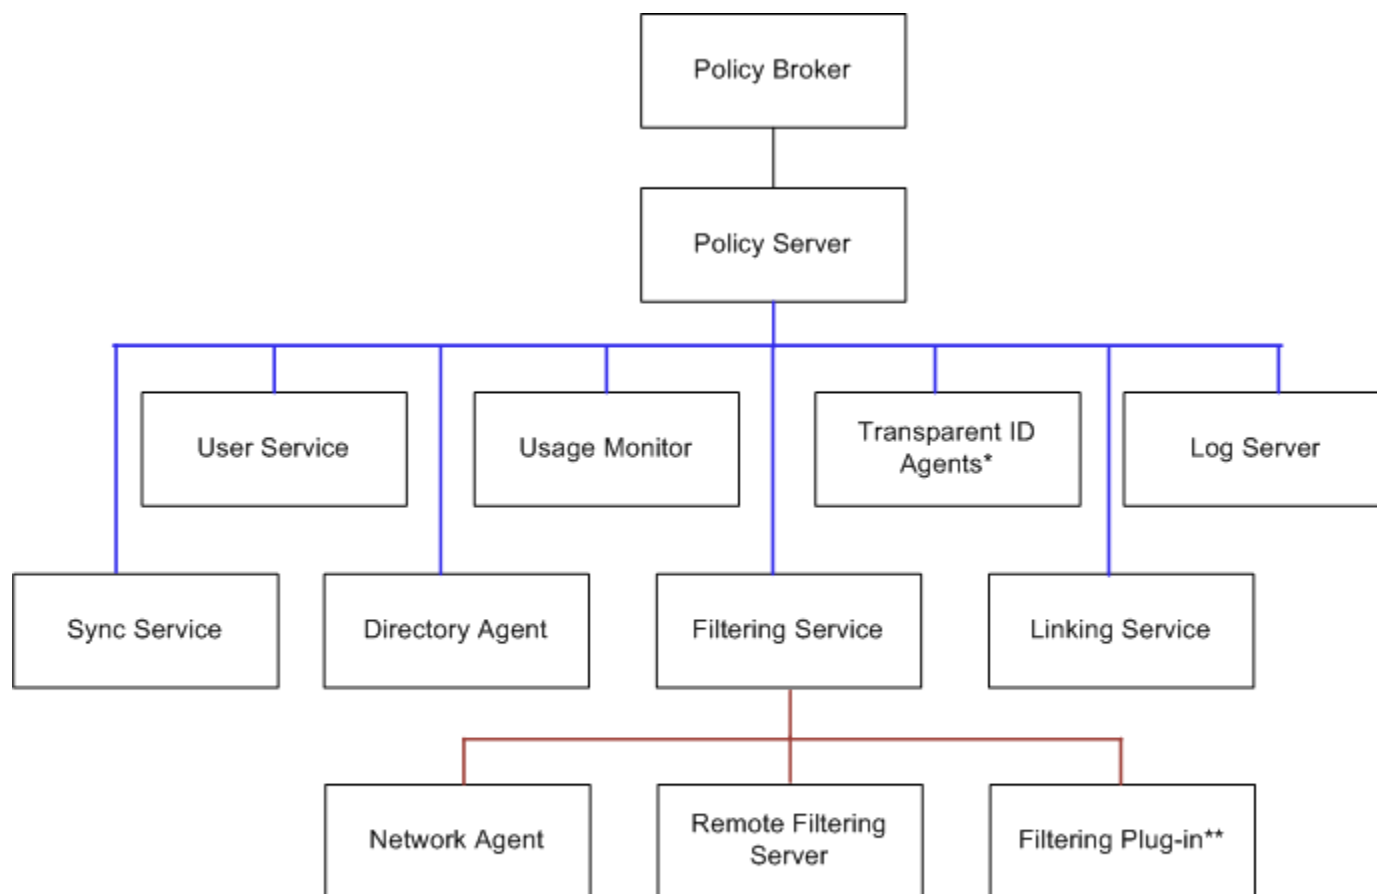 Policy Broker
Policy Server
User Service
Usage Monitor
Transparent ID
Agents*
Log Server
Sync Service
Directory Agent
Filtering Service
Linking Service
Network Agent
Remote Filtering
Server
Filtering Plug-in**